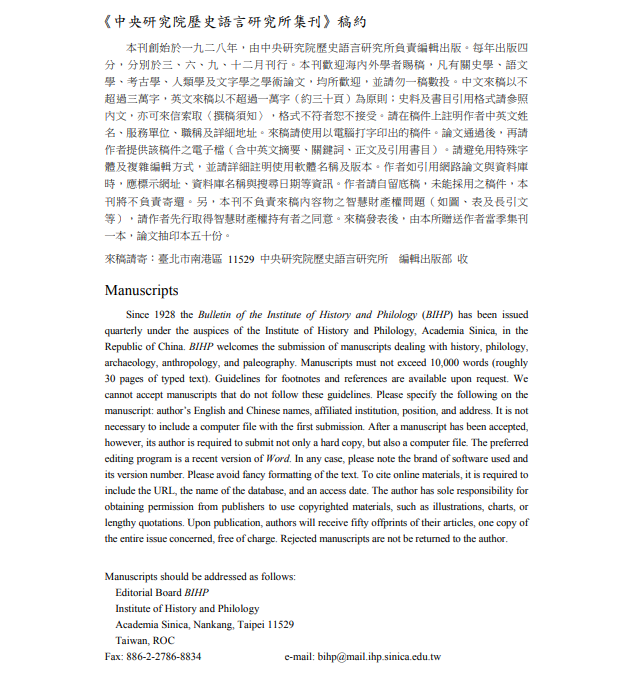 《中央研究院歷史語言研究所集刊》稿約
本刊創始於一九二八年，由中央研究院歷史語言研究所負責編輯出版。每年出版四
分，分別於三、六、九、十二月刊行。本刊歡迎海內外學者賜稿，凡有關史學、語文
學、考古學、人類學及文字學之學術論文，均所歡迎，並請勿一稿數投。中文來稿以不
超過三萬字，英文來稿以不超過一萬字（約三十頁）為原則；史料及書目引用格式請參照
內文，亦可來信索取〈撰稿須知〉，格式不符者恕不接受。請在稿件上註明作者中英文姓
名、服務單位、職稱及詳細地址。來稿請使用以電腦打字印出的稿件。論文通過後，再請
作者提供該稿件之電子檔（含中英文摘要、關鍵詞、正文及引用書目）。請避免用特殊字
體及複雜編輯方式，並請詳細註明使用軟體名稱及版本。作者如引用網路論文與資料庫
時，應標示網址、資料庫名稱與搜尋日期等資訊。作者請自留底稿，未能採用之稿件，本
刊將不負責寄還。另，本刊不負責來稿內容物之智慧財產權問題（如圖、表及長引文
等），請作者先行取得智慧財產權持有者之同意。來稿發表後，由本所贈送作者當季集刊
一本，論文抽印本五十份。
來稿請寄：臺北市南港區 11529 中央研究院歷史語言研究所　編輯出版部 收
Manuscripts
Since 1928 the Bulletin of the Institute of History and Philology (BIHP) has been issued
quarterly under the auspices of the Institute of History and Philology, Academia Sinica, in the
Republic of China. BIHP welcomes the submission of manuscripts dealing with history, philology,
archaeology, anthropology, and paleography. Manuscripts must not exceed 10,000 words (roughly
30 pages of typed text). Guidelines for footnotes and references are available upon request. We
cannot accept manuscripts that do not follow these guidelines. Please specify the following on the
manuscript: author's English and Chinese names, affiliated institution, position, and address. It is not
necessary to include a computer file with the first submission. After a manuscript has been accepted,
however, its author is required to submit not only a hard copy, but also a computer file. The preferred
editing program is a recent version of Word. In any case, please note the brand of software used and
its version number. Please avoid fancy formatting of the text. To cite online materials, it is required to
include the URL, the name of the database, and an access date. The author has sole responsibility for
obtaining permission from publishers to use copyrighted materials, such as illustrations, charts, or
lengthy quotations. Upon publication, authors will receive fifty offprints of their articles, one copy of
the entire issue concerned, free of charge. Rejected manuscripts are not be returned to the author.
Manuscripts should be addressed as follows:
Editorial Board BIHP
Institute of History and Philology
Academia Sinica, Nankang, Taipei 11529
Taiwan, ROC
Fax: 886-2-2786-8834 e-mail: bihp@mail.ihp.sinica.edu.tw